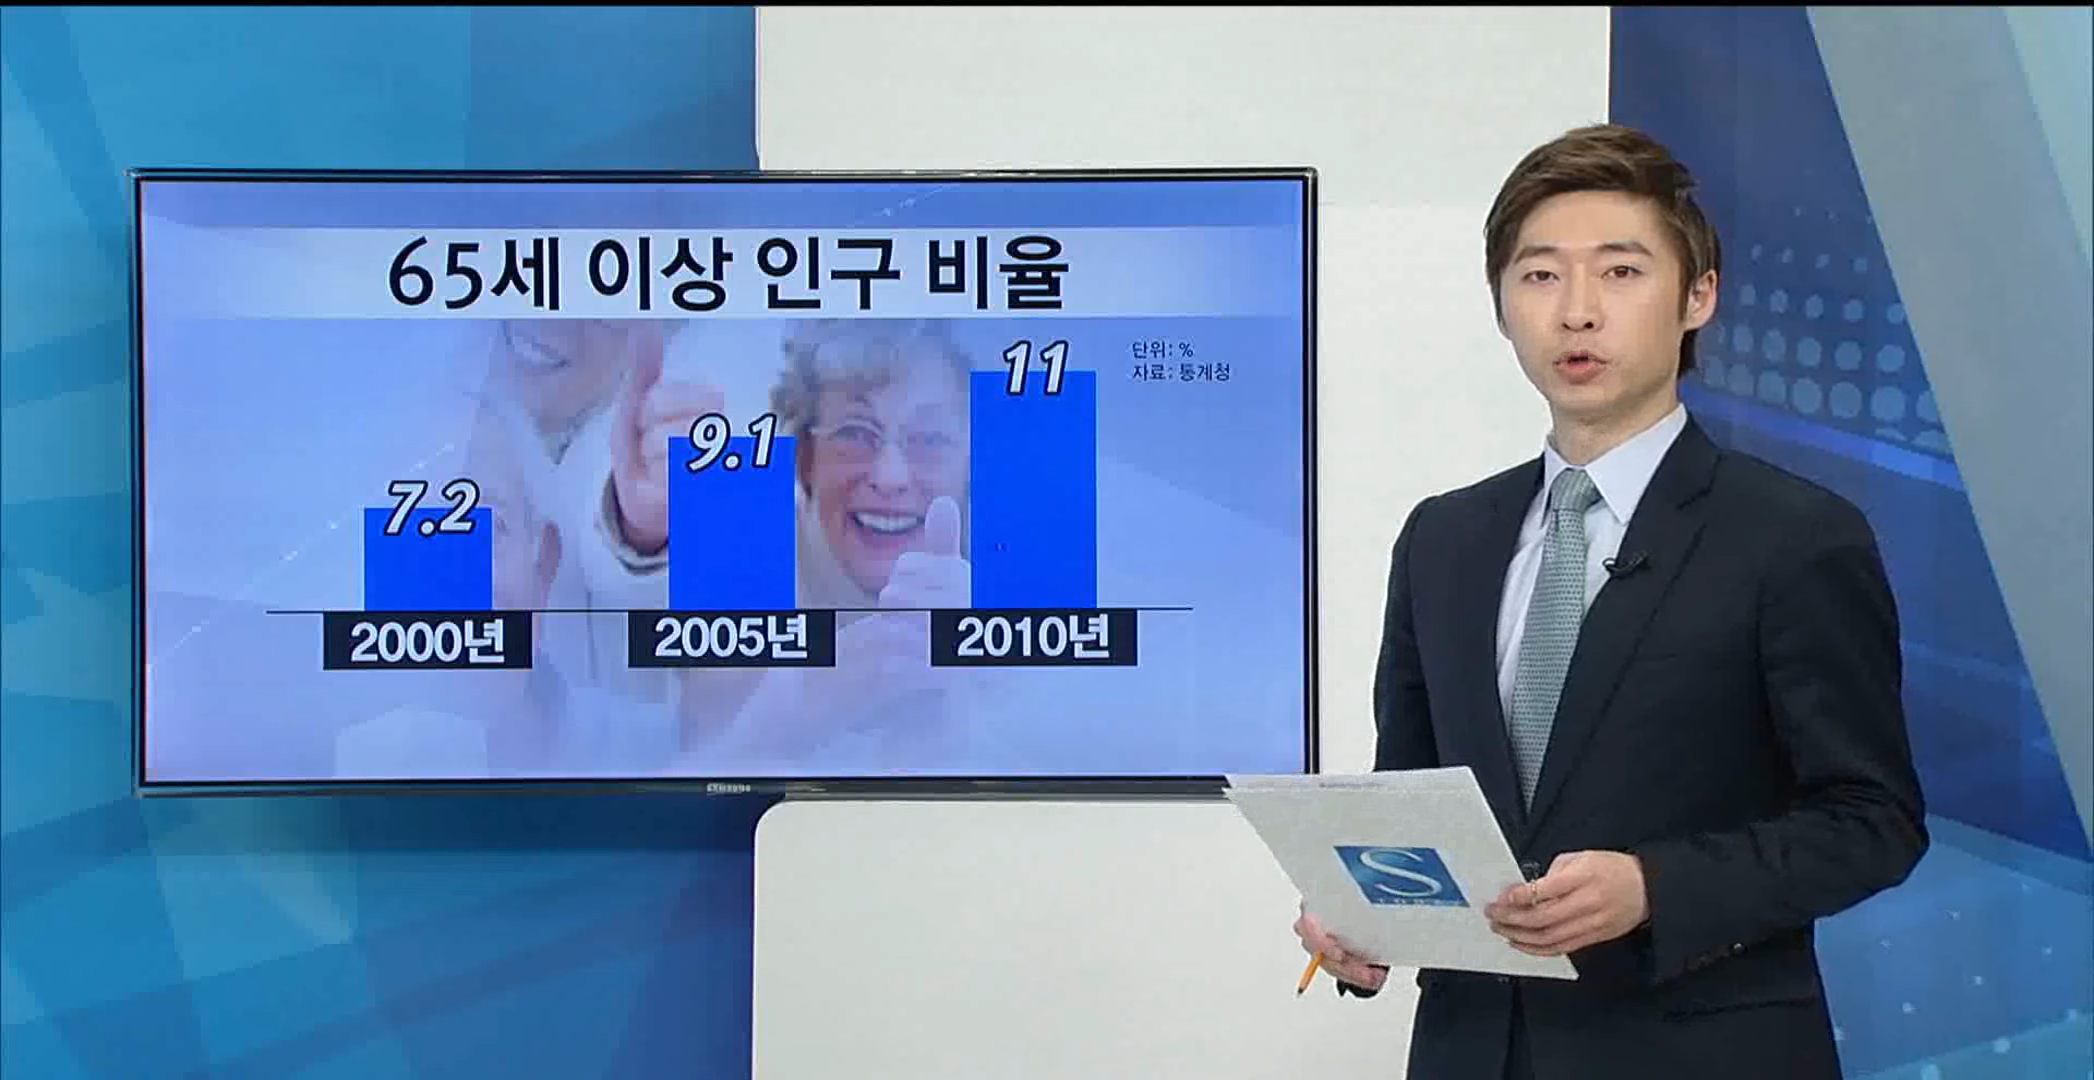 65세 이상 인구 비율
단위: %
자료: 통계청
7.2
9.1
11
2000년
2005년
2010년
SAMSUNG
S